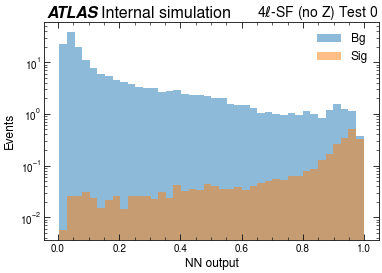 ATLAS Internal simulation 4ℓ-SF (no Z) Test 0
Bg
Sig
Events
10¹
10⁰
10⁻¹
10⁻²
0.0 0.2 0.4 0.6 0.8 1.0
NN output